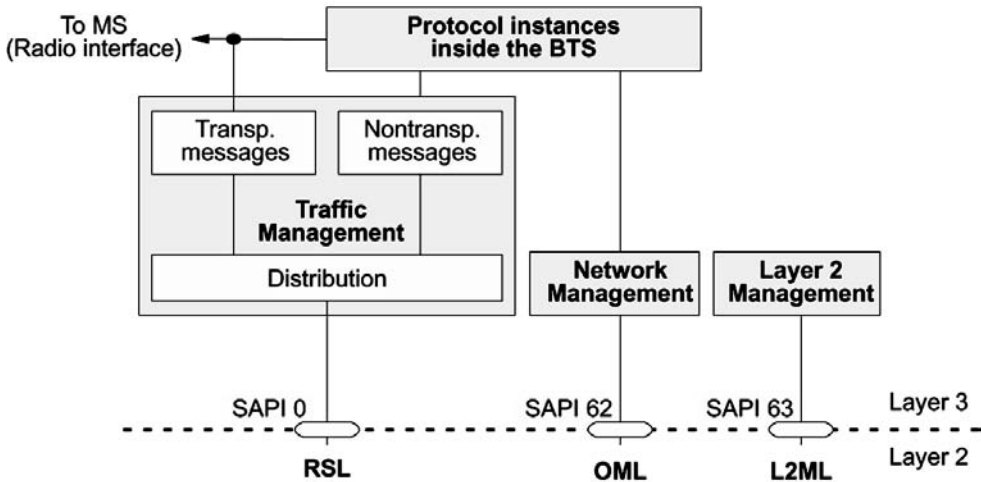 To MS
(Radio interface)
Protocol instances
inside the BTS
Transp.
messages
Nontransp.
messages
Traffic
Management
Distribution
Network
Management
Layer 2
Management
SAPI 0
SAPI 62
SAPI 63
Layer 3
Layer 2
RSL
OML
L2ML